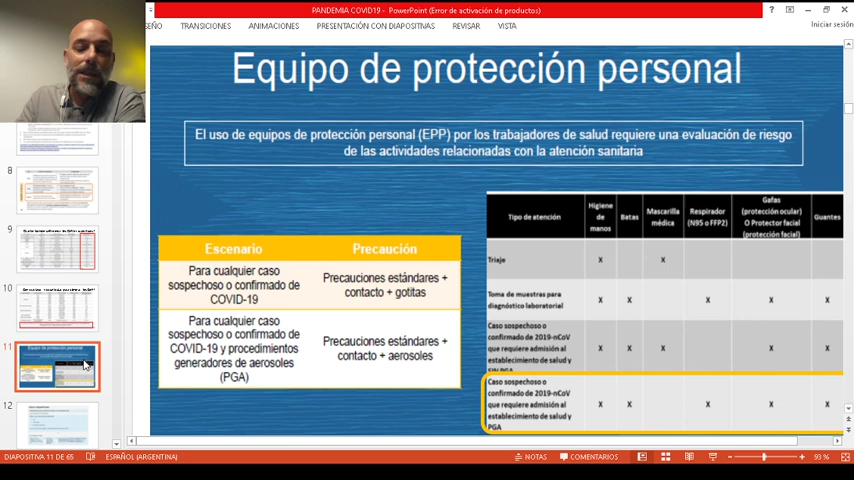 PANDEMIA COVID19 - PowerPoint (Error de activación de productos)
Iniciar sesión
SEÑO TRANSICIONES ANIMACIONES PRESENTACIÓN CON DIAPOSITIVAS REVISAR VISTA
Equipo de protección personal
El uso de equipos de protección personal (EPP) por los trabajadores de salud requiere una evaluación de riesgo
de las actividades relacionadas con la atención sanitaria
Escenario Precaución
Para cualquier caso
sospechoso o confirmado de
COVID-19
Precauciones estándares +
contacto + gotitas
Para cualquier caso
sospechoso o confirmado de
COVID-19 y procedimientos
generadores de aerosoles
(PGA)
Precauciones estándares +
contacto + aerosoles
Tipo de atención
Higiene
de
manos
Batas
Mascarilla
médica
Respirador
(N95 o FFP2)
Gafas
(protección ocular)
O Protector facial
(protección facial)
Guantes
Triaje X X
Toma de muestras para
diagnóstico laboratorial
X X X X X
Caso sospechoso o
confirmado de 2019-nCoV
que requiere admisión al
establecimiento de salud y
SIN PGA
X X X X X
Caso sospechoso o
confirmado de 2019-nCoV
que requiere admisión al
establecimiento de salud y
PGA
X X X X X
8
9
10
11
Equipo de protección personal
12
DIAPOSITIVA 11 DE 65 ESPAÑOL (ARGENTINA) NOTAS COMENTARIOS 93 %